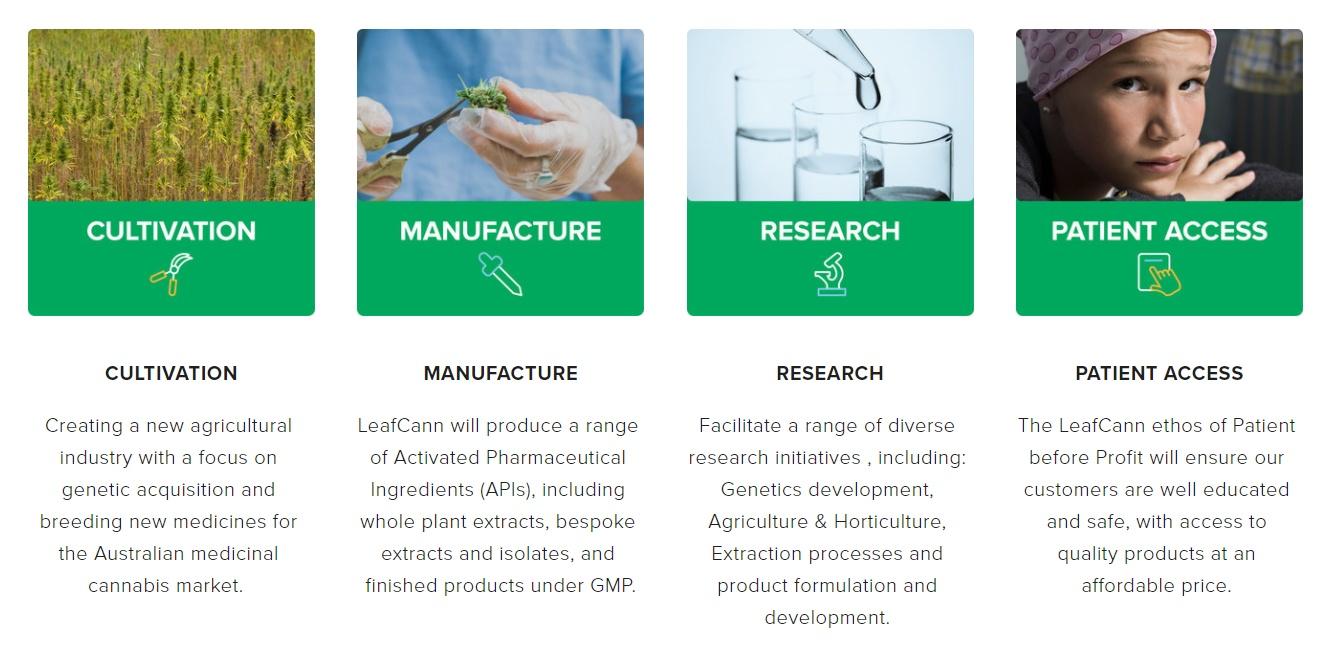 CULTIVATION
MANUFACTURE
RESEARCH
PATIENT ACCESS
CULTIVATION
Creating a new agricultural
industry with a focus on
genetic acquisition and
breeding new medicines for
the Australian medicinal
cannabis market.
MANUFACTURE
LeafCann will produce a range
of Activated Pharmaceutical
Ingredients (APIs), including
whole plant extracts, bespoke
extracts and isolates, and
finished products under GMP.
RESEARCH
Facilitate a range of diverse
research initiatives , including:
Genetics development,
Agriculture & Horticulture,
Extraction processes and
product formulation and
development.
PATIENT ACCESS
The LeafCann ethos of Patient
before Profit will ensure our
customers are well educated
and safe, with access to
quality products at an
affordable price.